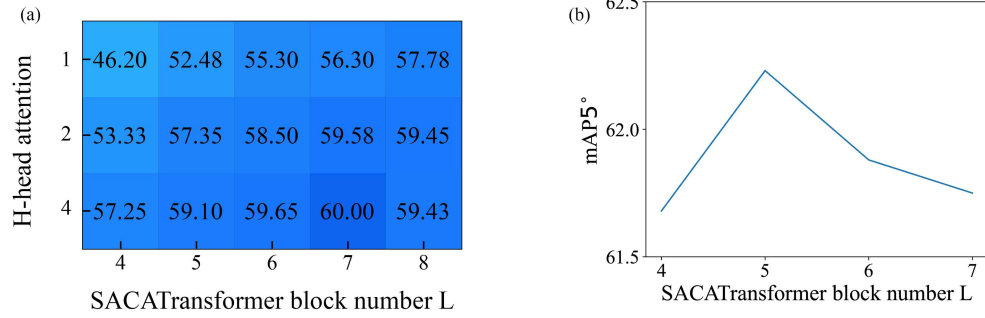 (a)
H-head attention
1 46.20 52.48 55.30 56.30 57.78
2 53.33 57.35 58.50 59.58 59.45
4 57.25 59.10 59.65 60.00 59.43
4 5 6 7 8
SACATransformer block number L
(b)
mAP5°
62.5
62.0
61.5
4 5 6 7
SACATransformer block number L